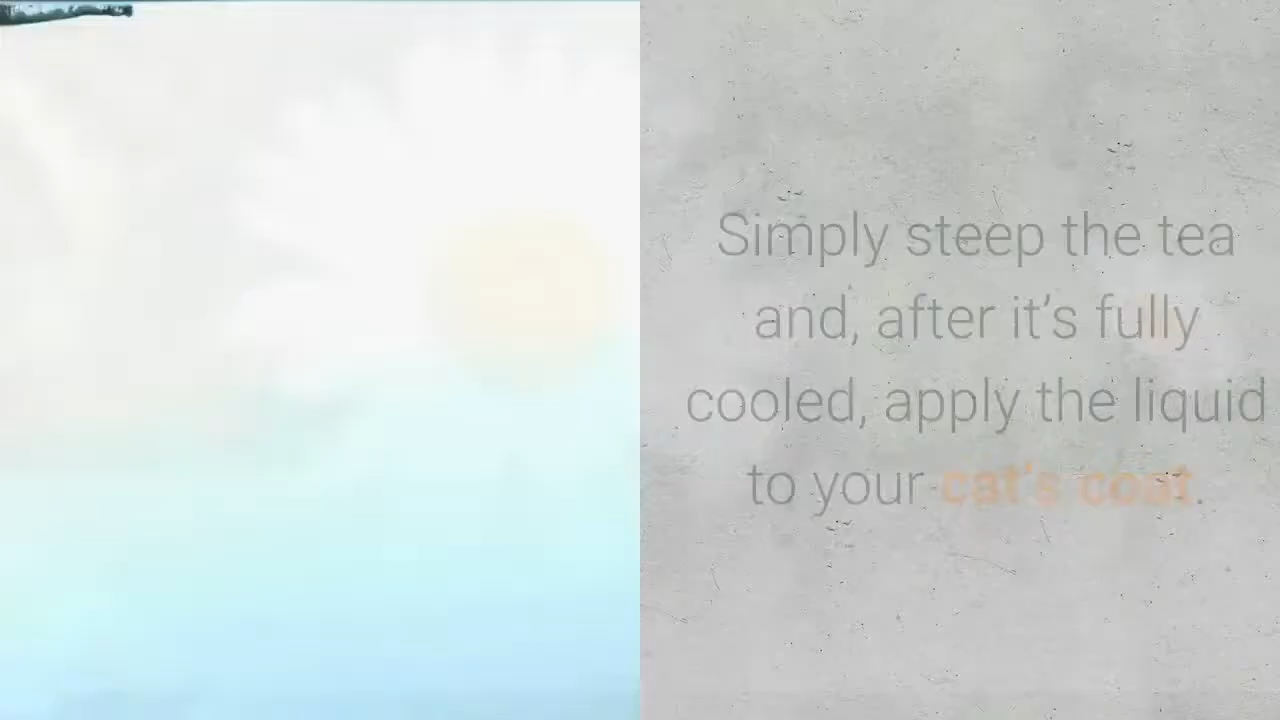 Simply steep the tea
and, after it’s fully
cooled, apply the liquid
to your cat's coat.